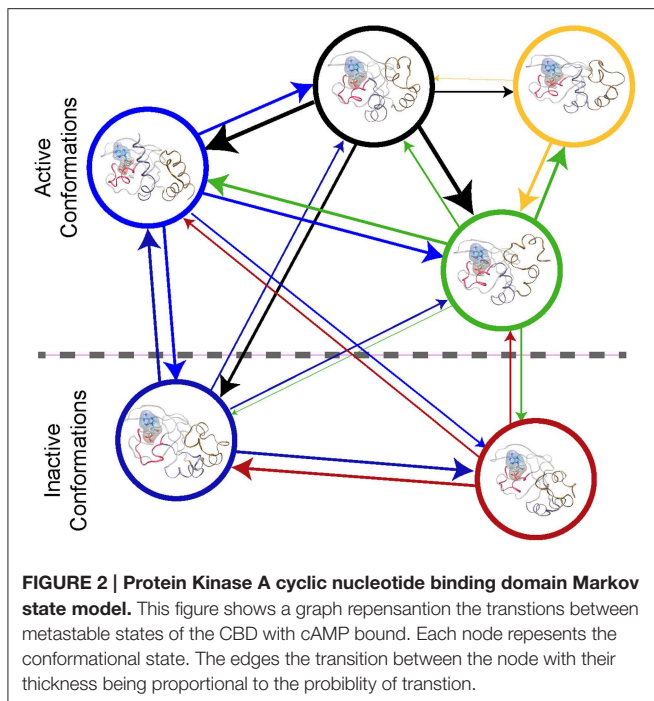 Active
Conformations
Inactive
Conformations
FIGURE 2 | Protein Kinase A cyclic nucleotide binding domain Markov
state model. This figure shows a graph repensantion the transtions between
metastable states of the CBD with cAMP bound. Each node repesents the
conformational state. The edges the transition between the node with their
thickness being proportional to the probiblity of transtion.